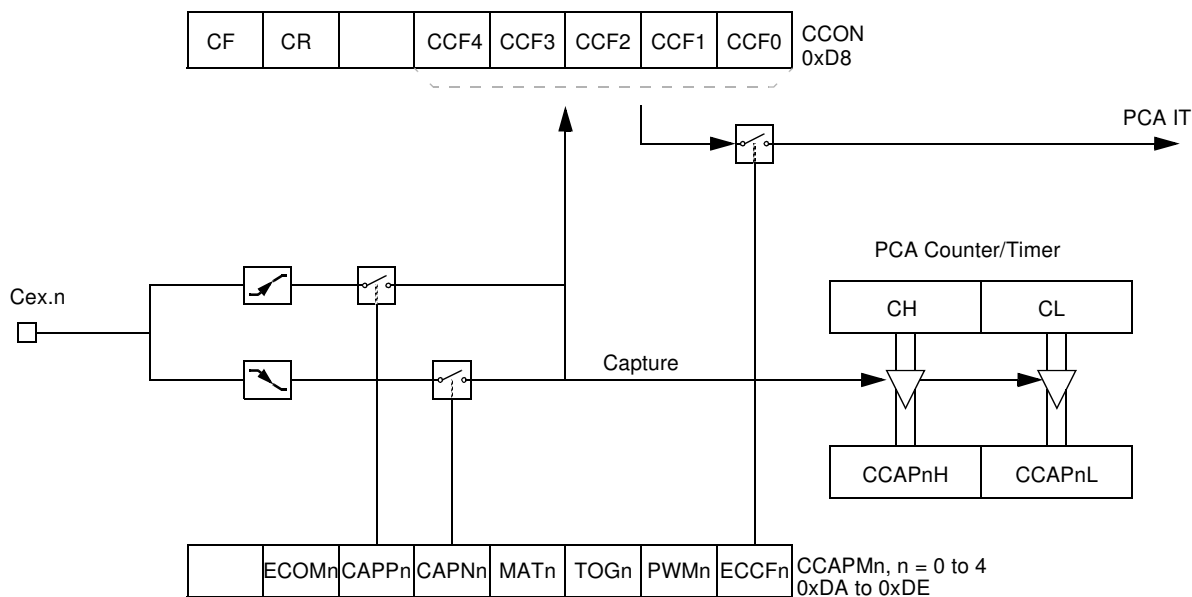 CF CR CCF4 CCF3 CCF2 CCF1 CCF0 CCON
0xD8
PCA IT
PCA Counter/Timer
Cex.n
CH CL
Capture
CCAPnH CCAPnL
ECOMn CAPPn CAPNn MATn TOGn PWMn ECCFn CCAPMn, n = 0 to 4
0xDA to 0xDE